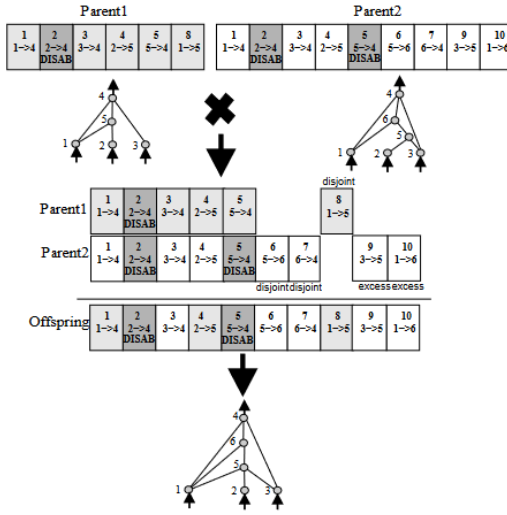 Parent1 Parent2
1 2 3 4 5 8 1 2 3 4 5 6 7 9 10
1->4 2->4 3->4 2->5 5->4 1->5 1->4 2->4 3->4 2->5 5->4 5->6 6->4 3->5 1->6
DISAB DISAB DISAB
4 4
5 6
5
1 2 3 1 2 3
disjoint
Parent1 1 2 3 4 5 8
1->4 2->4 3->4 2->5 5->4 1->5
DISAB
Parent2 1 2 3 4 5 6 7 9 10
1->4 2->4 3->4 2->5 5->4 5->6 6->4 3->5 1->6
DISAB DISAB
disjoint disjoint excess excess
Offspring 1 2 3 4 5 6 7 8 9 10
1->4 2->4 3->4 2->5 5->4 5->6 6->4 1->5 3->5 1->6
DISAB DISAB
4
6
5
1 2 3